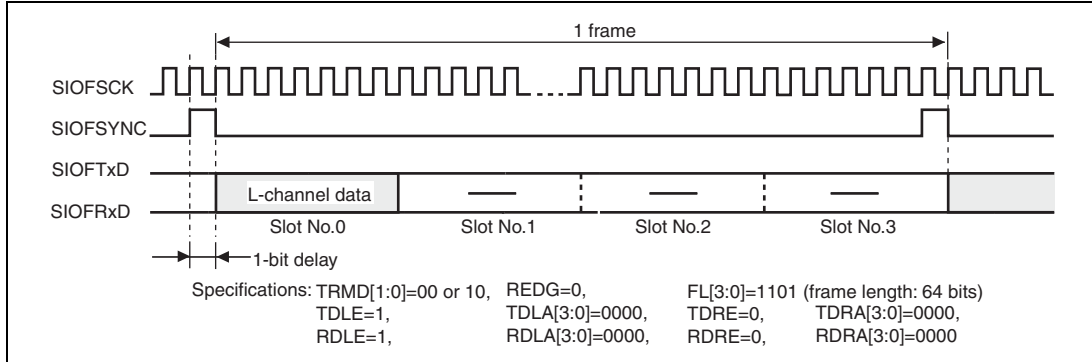 1 frame
SIOFSCK
SIOFSYNC
SIOFTxD
SIOFRxD
L-channel data
Slot No.0 Slot No.1 Slot No.2 Slot No.3
1-bit delay
Specifications: TRMD[1:0]=00 or 10, REDG=0, FL[3:0]=1101 (frame length: 64 bits)
TDLE=1, TDLA[3:0]=0000, TDRE=0, TDRA[3:0]=0000,
RDLE=1, RDLA[3:0]=0000, RDRE=0, RDRA[3:0]=0000